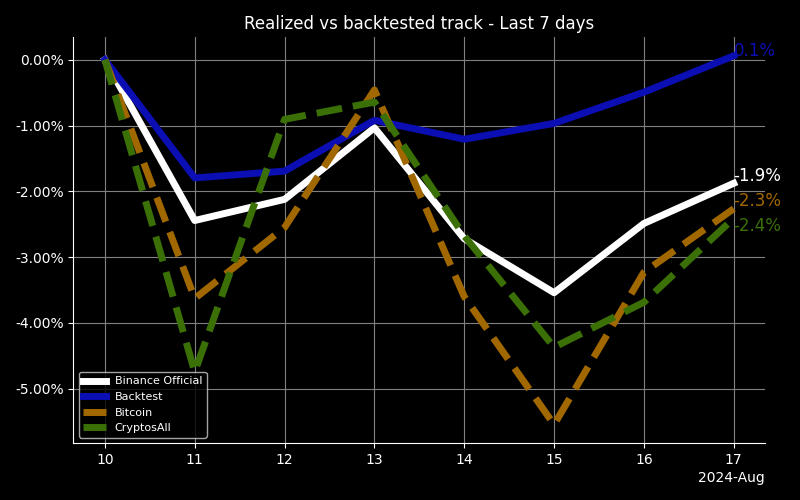 Realized vs backtested track - Last 7 days
0.00%
-1.00%
-2.00%
-3.00%
-4.00%
-5.00%
0.1%
-1.9%
-2.3%
-2.4%
Binance Official
Backtest
Bitcoin
CryptosAll
10 11 12 13 14 15 16 17
2024-Aug